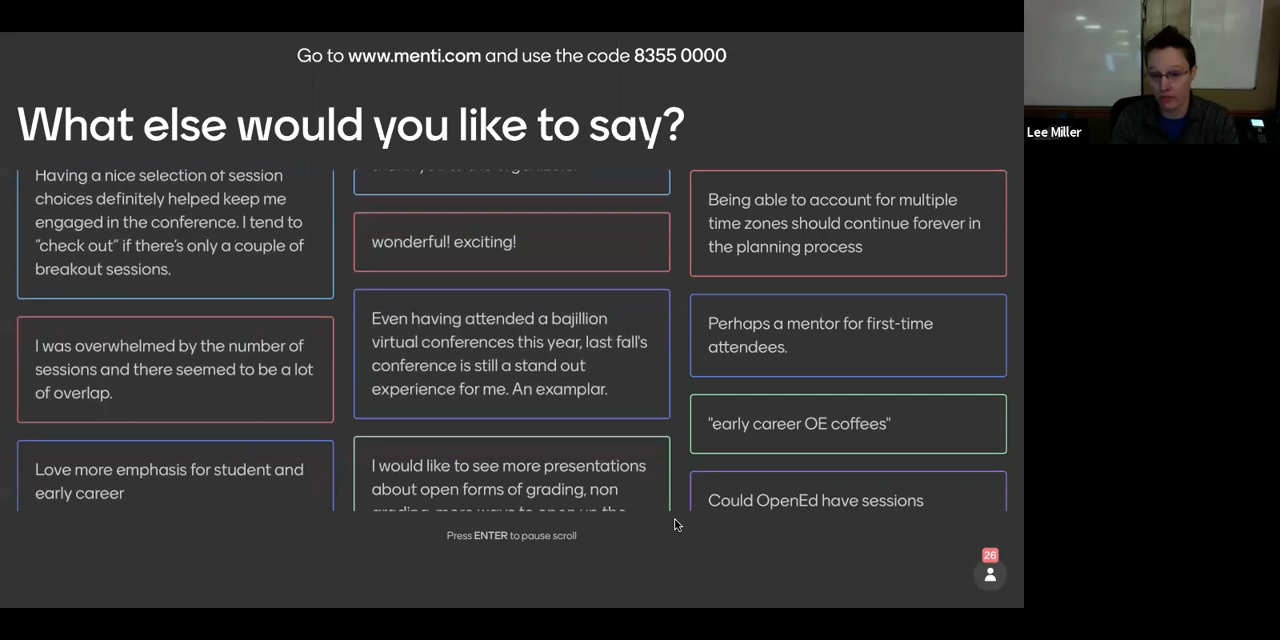 Go to www.menti.com and use the code 8355 0000
What else would you like to say?
Having a nice selection of session
choices definitely helped keep me
engaged in the conference. I tend to
"check out" if there's only a couple of
breakout sessions.
I was overwhelmed by the number of
sessions and there seemed to be a lot
of overlap.
Love more emphasis for student and
early career
wonderful! exciting!
Even having attended a bajillion
virtual conferences this year, last fall's
conference is still a stand out
experience for me. An examplar.
I would like to see more presentations
about open forms of grading, non
Being able to account for multiple
time zones should continue forever in
the planning process
Perhaps a mentor for first-time
attendees.
"early career OE coffees"
Could OpenEd have sessions
Press ENTER to pause scroll
26
Lee Miller